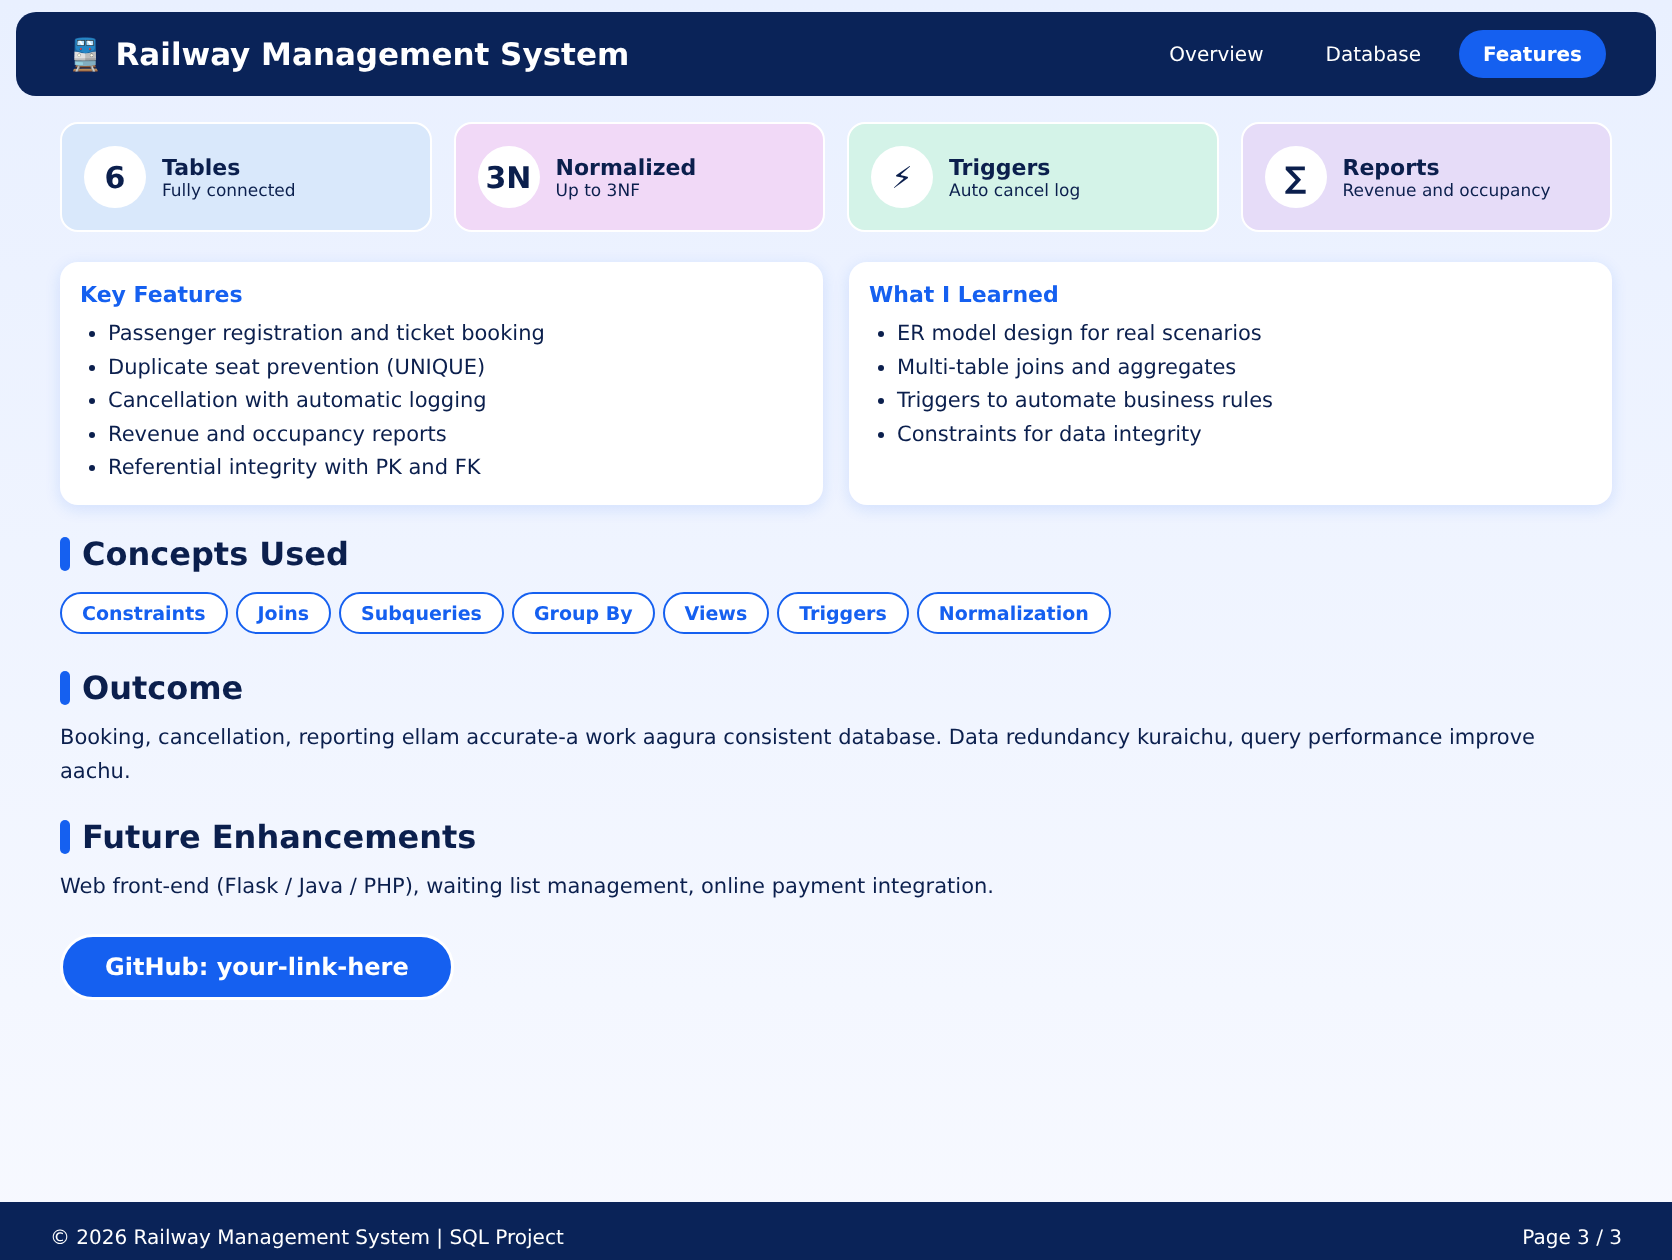 Railway Management System
Overview
Database
Features
6
Tables
Fully connected
3N
Normalized
Up to 3NF
⚡
Triggers
Auto cancel log
∑
Reports
Revenue and occupancy
Key Features
• Passenger registration and ticket booking
• Duplicate seat prevention (UNIQUE)
• Cancellation with automatic logging
• Revenue and occupancy reports
• Referential integrity with PK and FK
What I Learned
• ER model design for real scenarios
• Multi-table joins and aggregates
• Triggers to automate business rules
• Constraints for data integrity
Concepts Used
Constraints
Joins
Subqueries
Group By
Views
Triggers
Normalization
Outcome
Booking, cancellation, reporting ellam accurate-a work aagura consistent database. Data redundancy kuraichu, query performance improve
aachu.
Future Enhancements
Web front-end (Flask / Java / PHP), waiting list management, online payment integration.
GitHub: your-link-here
© 2026 Railway Management System | SQL Project
Page 3 / 3